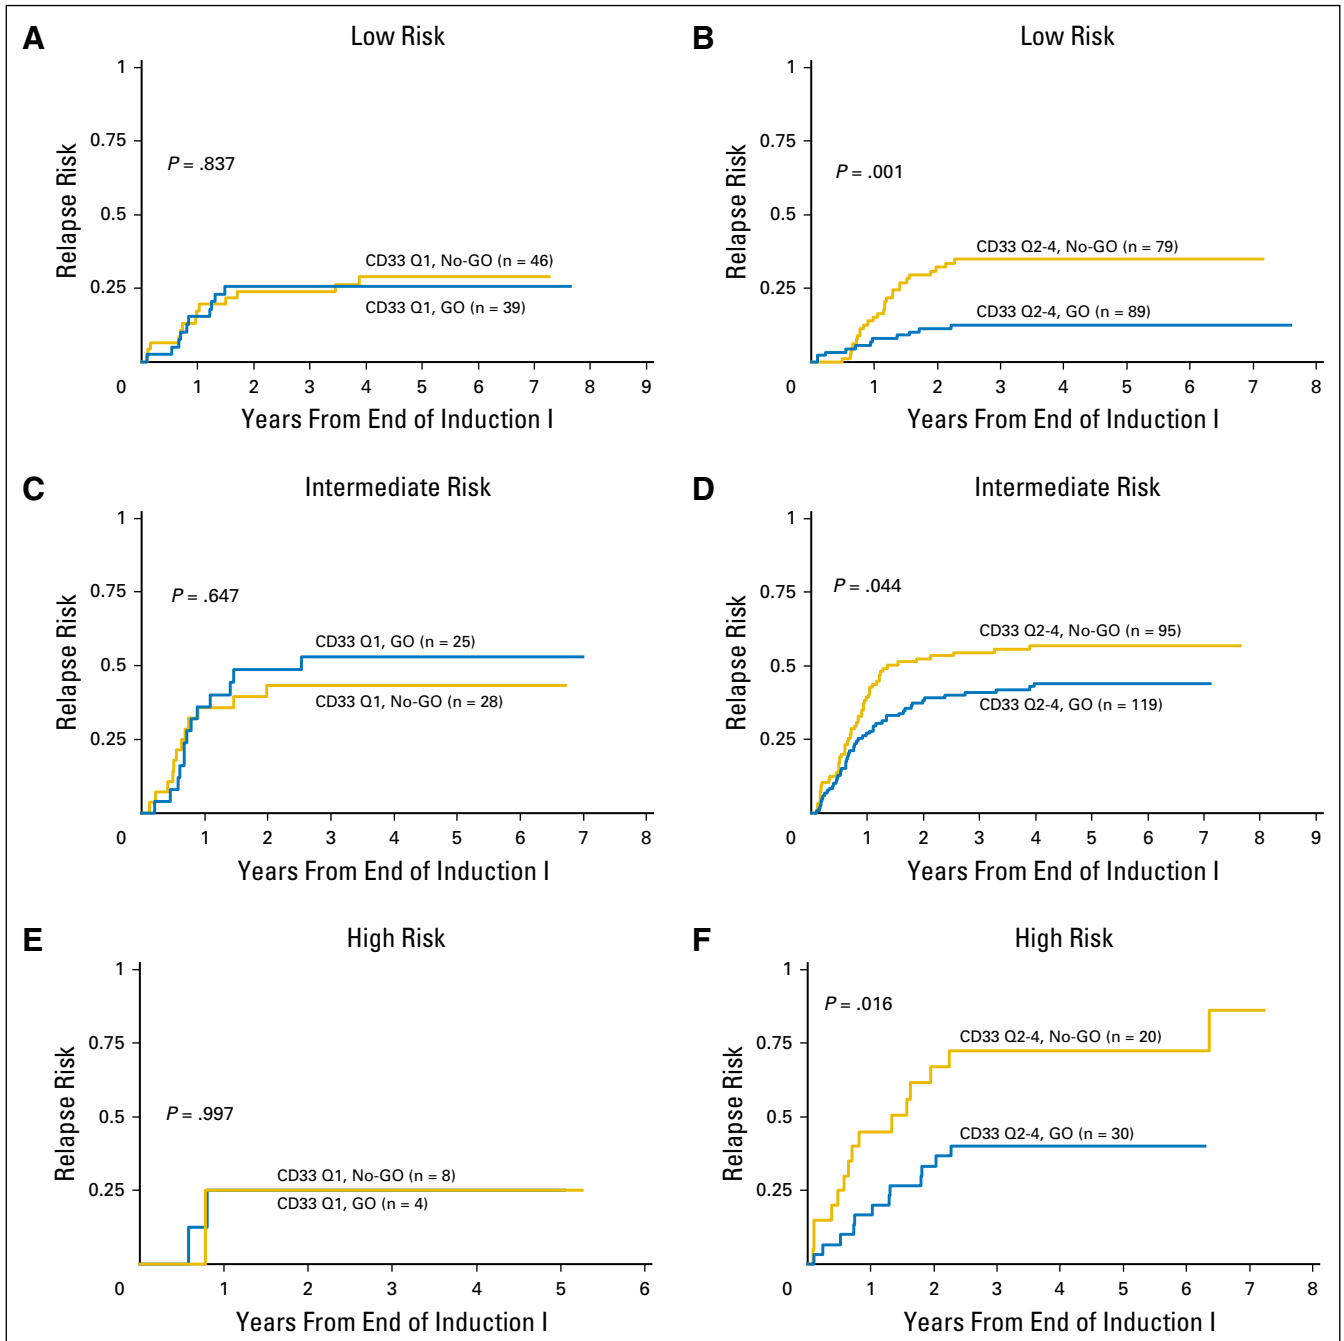 A
Low Risk
1
0.75
0.5
0.25
Relapse Risk
P = .837
CD33 Q1, No-GO (n = 46)
CD33 Q1, GO (n = 39)
0 1 2 3 4 5 6 7 8 9
Years From End of Induction I
B
Low Risk
1
0.75
0.5
0.25
Relapse Risk
P = .001
CD33 Q2-4, No-GO (n = 79)
CD33 Q2-4, GO (n = 89)
0 1 2 3 4 5 6 7 8
Years From End of Induction I
C
Intermediate Risk
1
0.75
0.5
0.25
Relapse Risk
P = .647
CD33 Q1, GO (n = 25)
CD33 Q1, No-GO (n = 28)
0 1 2 3 4 5 6 7 8
Years From End of Induction I
D
Intermediate Risk
1
0.75
0.5
0.25
Relapse Risk
P = .044
CD33 Q2-4, No-GO (n = 95)
CD33 Q2-4, GO (n = 119)
0 1 2 3 4 5 6 7 8 9
Years From End of Induction I
E
High Risk
1
0.75
0.5
0.25
Relapse Risk
P = .997
CD33 Q1, No-GO (n = 8)
CD33 Q1, GO (n = 4)
0 1 2 3 4 5 6
Years From End of Induction I
F
High Risk
1
0.75
0.5
0.25
Relapse Risk
P = .016
CD33 Q2-4, No-GO (n = 20)
CD33 Q2-4, GO (n = 30)
0 1 2 3 4 5 6 7 8
Years From End of Induction I